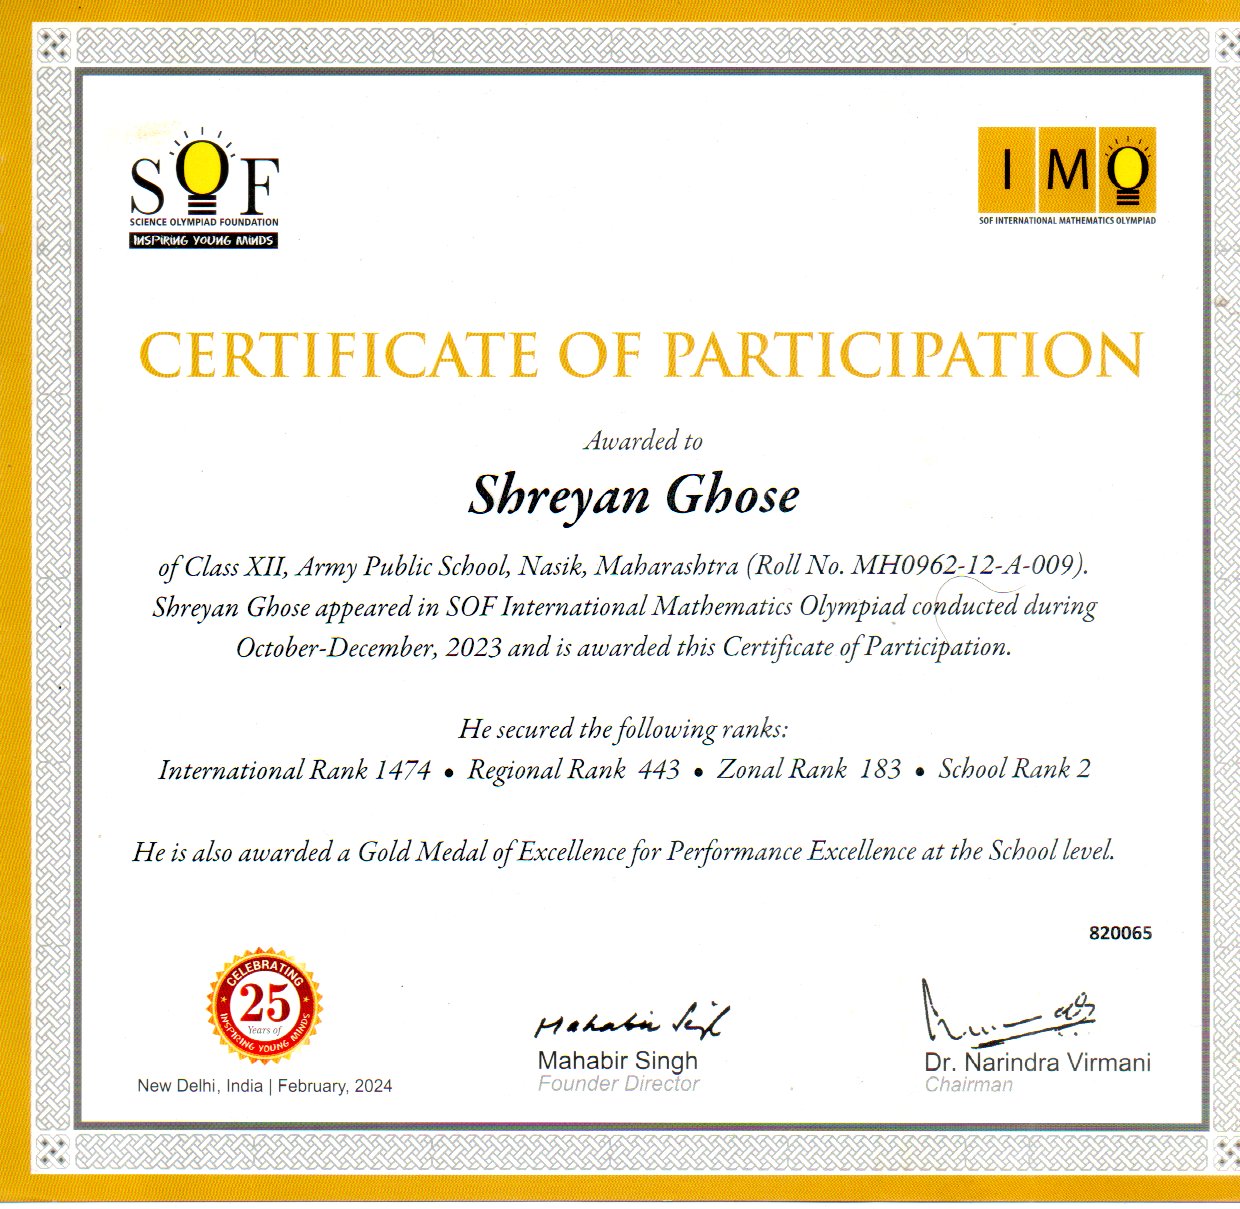 SOF
SCIENCE OLYMPIAD FOUNDATION
INSPIRING YOUNG MINDS
IMO
SOF INTERNATIONAL MATHEMATICS OLYMPIAD
CERTIFICATE OF PARTICIPATION
Awarded to
Shreyan Ghose
of Class XII, Army Public School, Nasik, Maharashtra (Roll No. MH0962-12-A-009).
Shreyan Ghose appeared in SOF International Mathematics Olympiad conducted during
October-December, 2023 and is awarded this Certificate of Participation.
He secured the following ranks:
International Rank 1474 • Regional Rank 443 • Zonal Rank 183 • School Rank 2
He is also awarded a Gold Medal of Excellence for Performance Excellence at the School level.
820065
CELEBRATING
25
Years of
INSPIRING YOUNG MINDS
New Delhi, India | February, 2024
Mahabir Singh
Mahabir Singh
Founder Director
Dr. Narindra Virmani
Chairman